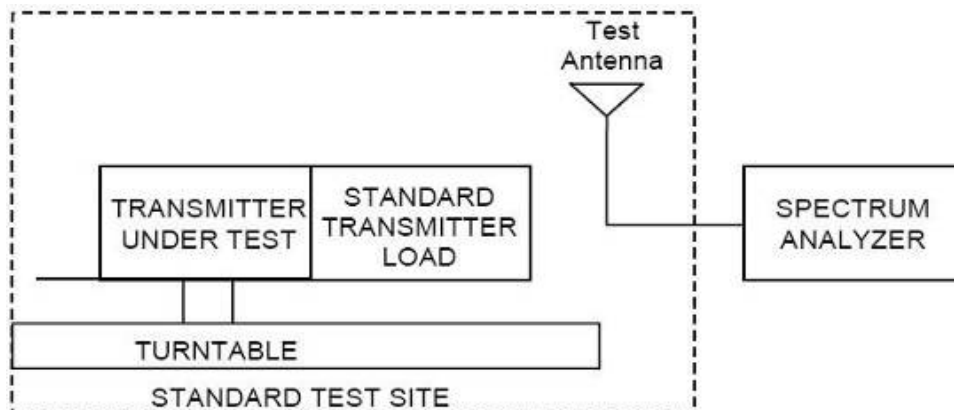 Test
Antenna
TRANSMITTER
UNDER TEST
STANDARD
TRANSMITTER
LOAD
SPECTRUM
ANALYZER
TURNTABLE
STANDARD TEST SITE